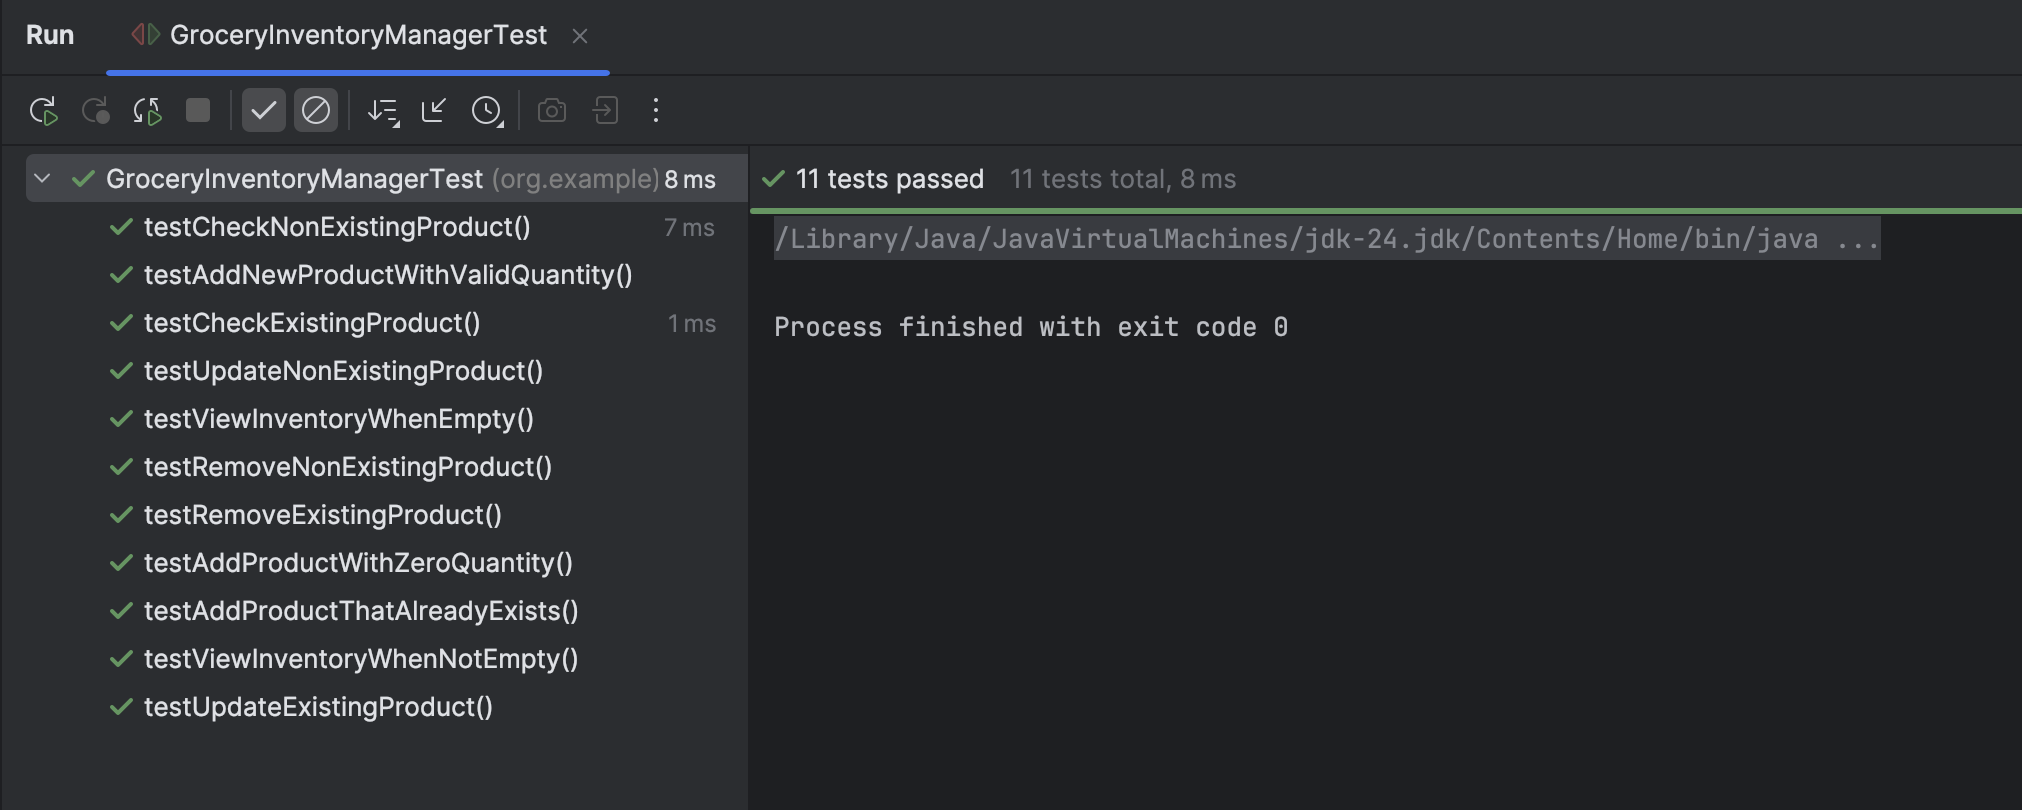 Run GroceryInventoryManagerTest
GroceryInventoryManagerTest (org.example) 8 ms
testCheckNonExistingProduct() 7 ms
testAddNewProductWithValidQuantity()
testCheckExistingProduct() 1 ms
testUpdateNonExistingProduct()
testViewInventoryWhenEmpty()
testRemoveNonExistingProduct()
testRemoveExistingProduct()
testAddProductWithZeroQuantity()
testAddProductThatAlreadyExists()
testViewInventoryWhenNotEmpty()
testUpdateExistingProduct()
11 tests passed 11 tests total, 8 ms
/Library/Java/JavaVirtualMachines/jdk-24.jdk/Contents/Home/bin/java ...
Process finished with exit code 0